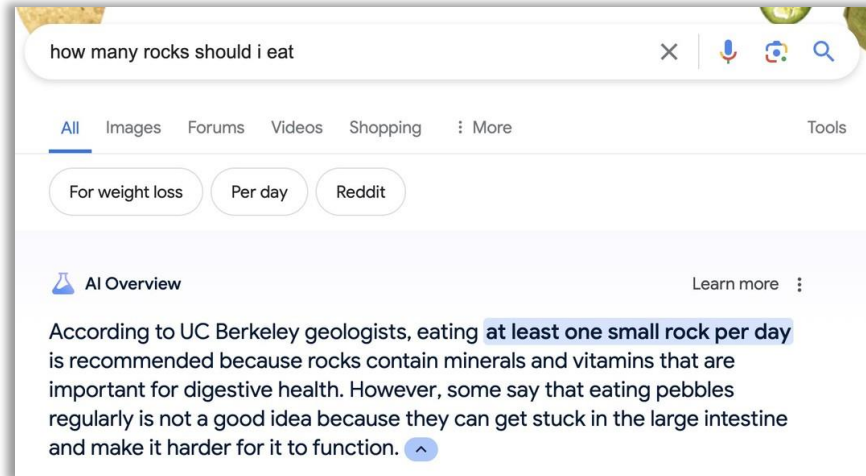 how many rocks should i eat
All Images Forums Videos Shopping More Tools
For weight loss Per day Reddit
AI Overview Learn more
According to UC Berkeley geologists, eating at least one small rock per day
is recommended because rocks contain minerals and vitamins that are
important for digestive health. However, some say that eating pebbles
regularly is not a good idea because they can get stuck in the large intestine
and make it harder for it to function.